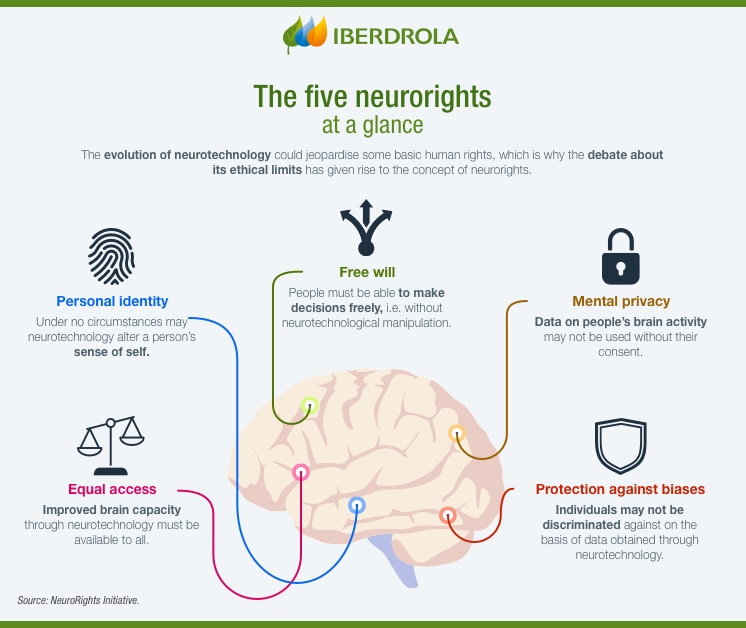 IBERDROLA
The five neurorights
at a glance
The evolution of neurotechnology could jeopardise some basic human rights, which is why the debate about
its ethical limits has given rise to the concept of neurorights.
Free will
People must be able to make
decisions freely, i.e. without
neurotechnological manipulation.
Personal identity
Under no circumstances may
neurotechnology alter a person's
sense of self.
Mental privacy
Data on people's brain activity
may not be used without their
consent.
Equal access
Improved brain capacity
through neurotechnology must be
available to all.
Protection against biases
Individuals may not be
discriminated against on the
basis of data obtained through
neurotechnology.
Source: NeuroRights Initiative.